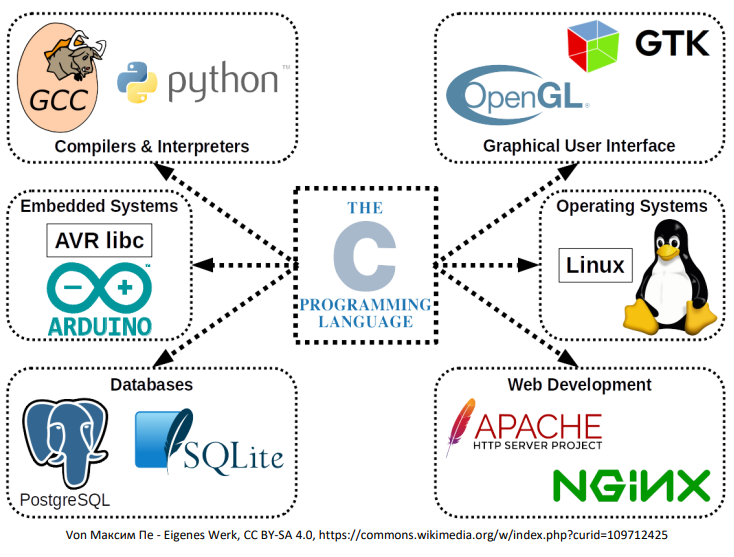 GCC
python™
Compilers & Interpreters
GTK
OpenGL®
Graphical User Interface
Embedded Systems
AVR libc
ARDUINO
THE
C
PROGRAMMING
LANGUAGE
Operating Systems
Linux
Databases
PostgreSQL
SQLite
Web Development
APACHE
HTTP SERVER PROJECT
NGINX
Von Максим Пе - Eigenes Werk, CC BY-SA 4.0, https://commons.wikimedia.org/w/index.php?curid=109712425